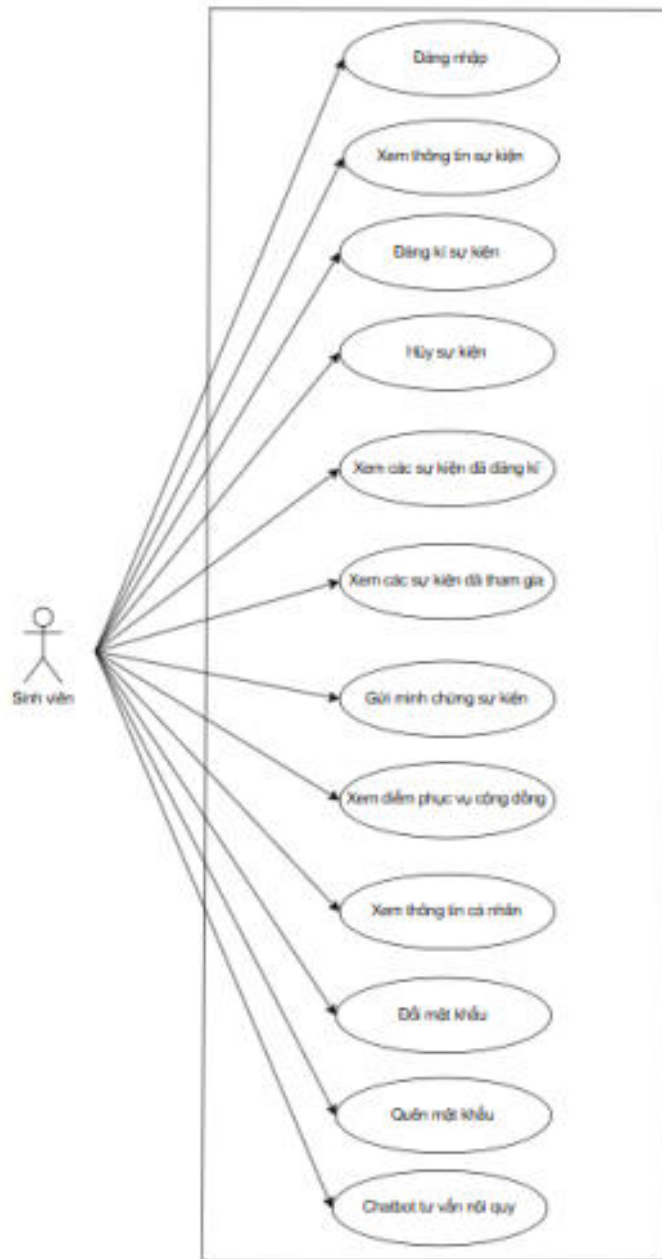 Đăng nhập
Xem thông tin sự kiện
Đăng kí sự kiện
Hủy sự kiện
Xem các sự kiện đã đăng kí
Xem các sự kiện đã tham gia
Sinh viên
Gửi minh chứng sự kiện
Xem điểm phục vụ cộng đồng
Xem thông tin cá nhân
Đổi mật khẩu
Quên mật khẩu
Chatbot tư vấn nội quy